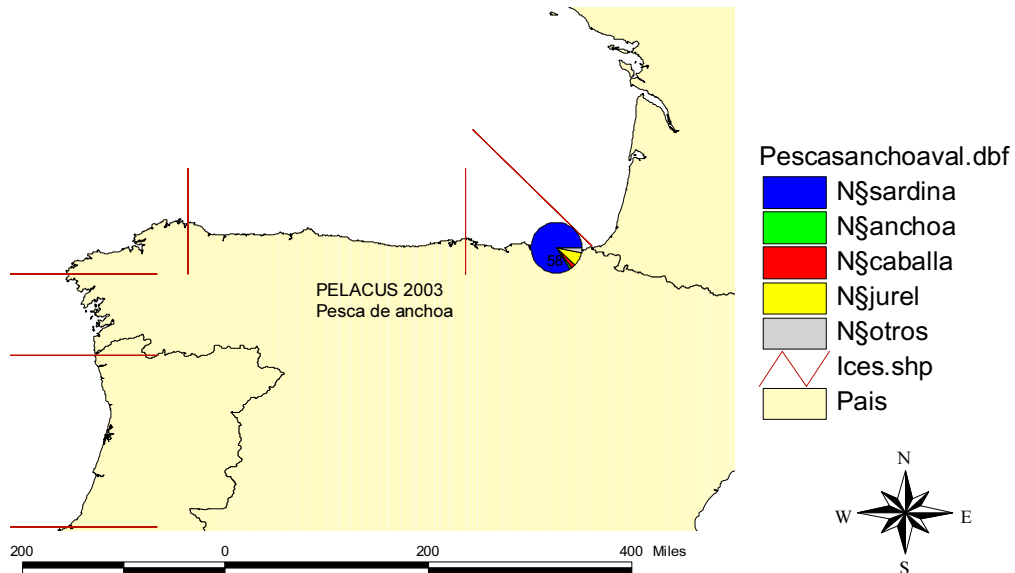 PELACUS 2003
Pesca de anchoa
58
Pescasanchoaval.dbf
N§sardina
N§anchoa
N§caballa
N§jurel
N§otros
Ices.shp
Pais
N
W E
S
200 0 200 400 Miles